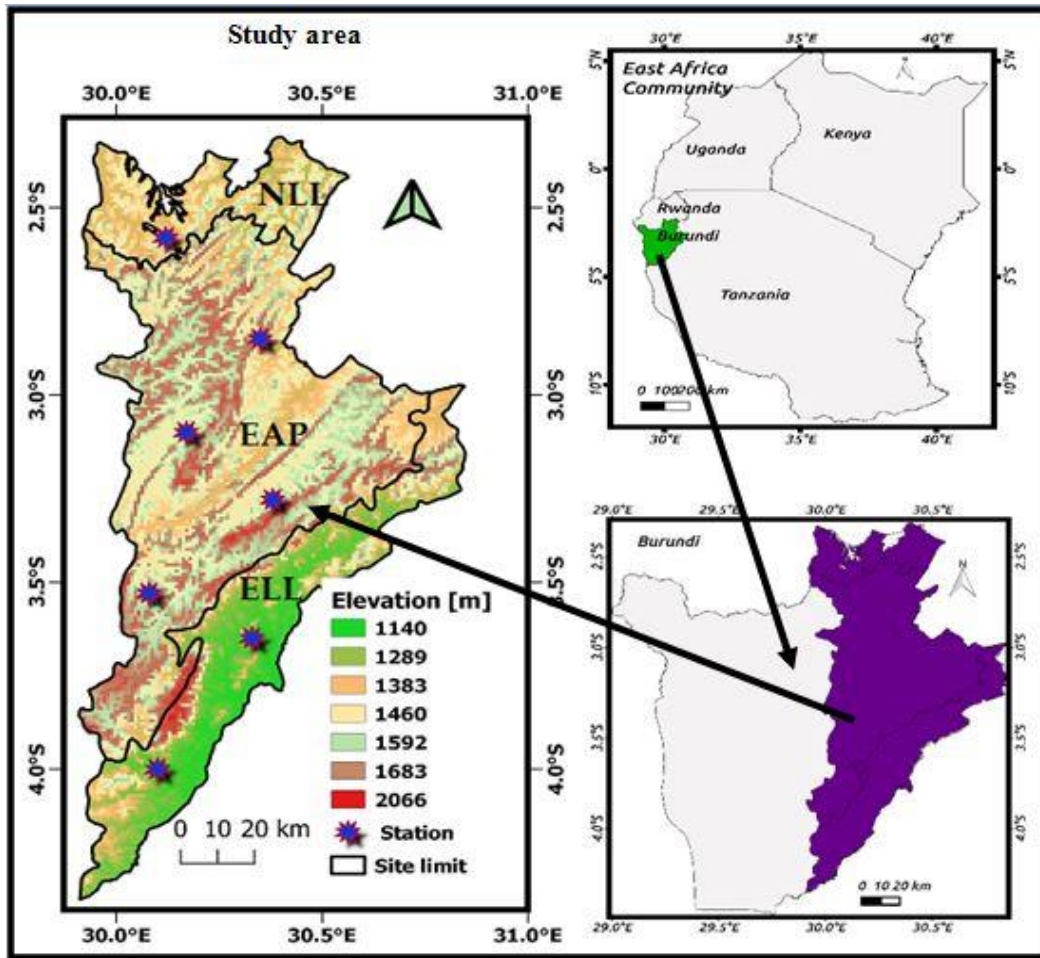 Study area
30.0°E
30.5°E
31.0°E
2.5°S
3.0°S
3.5°S
4.0°S
NLL
EAP
ELL
Elevation [m]
1140
1289
1383
1460
1592
1683
2066
Station
Site limit
0 10 20 km
2.5°S
3.0°S
3.5°S
4.0°S
30.0°E
30.5°E
31.0°E
30°E
35°E
40°E
5°N
0°
5°S
10°S
East Africa
Community
Uganda
Kenya
Rwanda
Burundi
Tanzania
0 100200 km
5°N
0°
5°S
10°S
30°E
35°E
40°E
29.0°E
29.5°E
30.0°E
30.5°E
2.5°S
3.0°S
3.5°S
4.0°S
Burundi
N
0 10 20 km
2.5°S
3.0°S
3.5°S
4.0°S
29.0°E
29.5°E
30.0°E
30.5°E